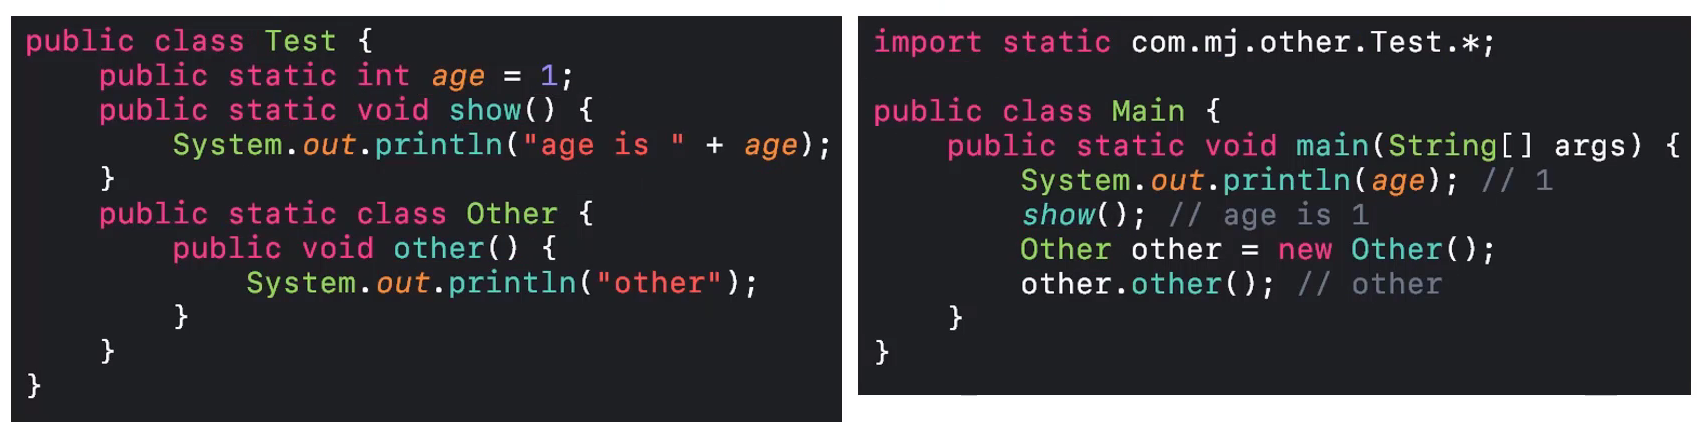 public class Test {
    public static int age = 1;
    public static void show() {
        System.out.println("age is " + age);
    }
    public static class Other {
        public void other() {
            System.out.println("other");
        }
    }
}
import static com.mj.other.Test.*;

public class Main {
    public static void main(String[] args) {
        System.out.println(age); // 1
        show(); // age is 1
        Other other = new Other();
        other.other(); // other
    }
}